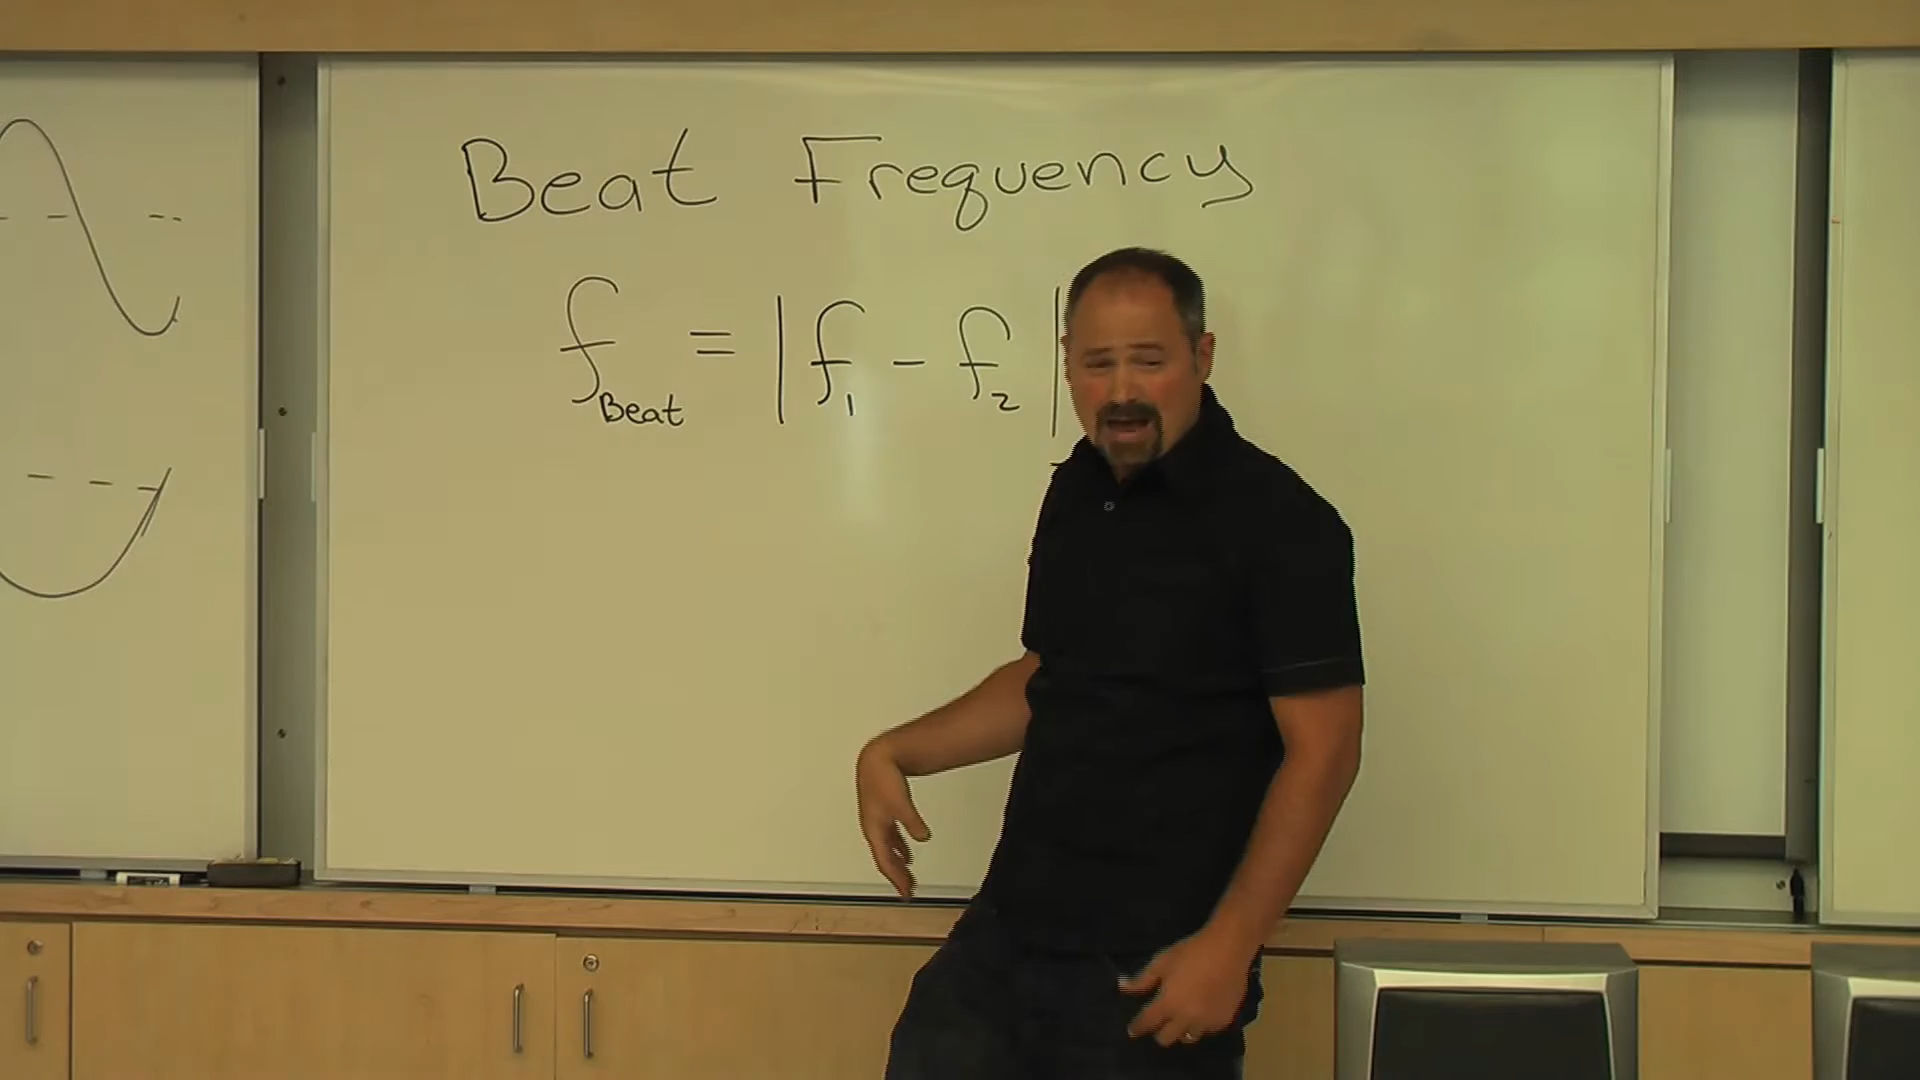 Beat Frequency
f_Beat = | f_1 - f_2 |